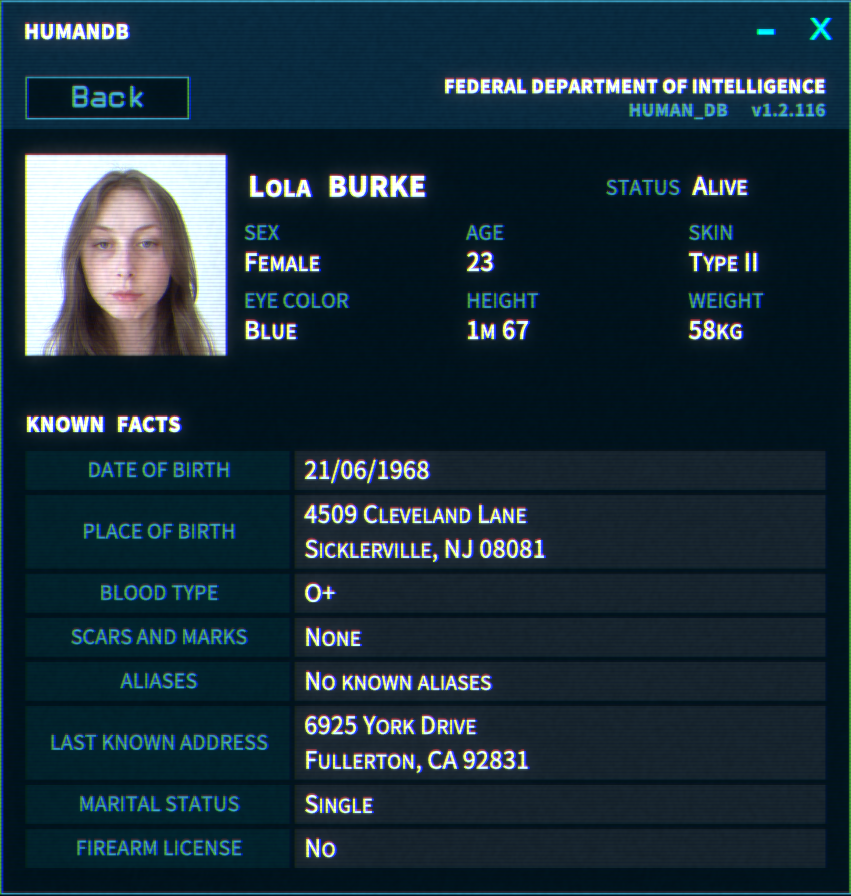 HUMANDB
– X
Back
FEDERAL DEPARTMENT OF INTELLIGENCE
HUMAN_DB v1.2.116
Lola BURKE
STATUS Alive
SEX AGE SKIN
Female 23 Type II
EYE COLOR HEIGHT WEIGHT
Blue 1m 67 58kg
KNOWN FACTS
DATE OF BIRTH 21/06/1968
PLACE OF BIRTH 4509 Cleveland Lane
Sicklerville, NJ 08081
BLOOD TYPE O+
SCARS AND MARKS None
ALIASES No known aliases
LAST KNOWN ADDRESS 6925 York Drive
Fullerton, CA 92831
MARITAL STATUS Single
FIREARM LICENSE No